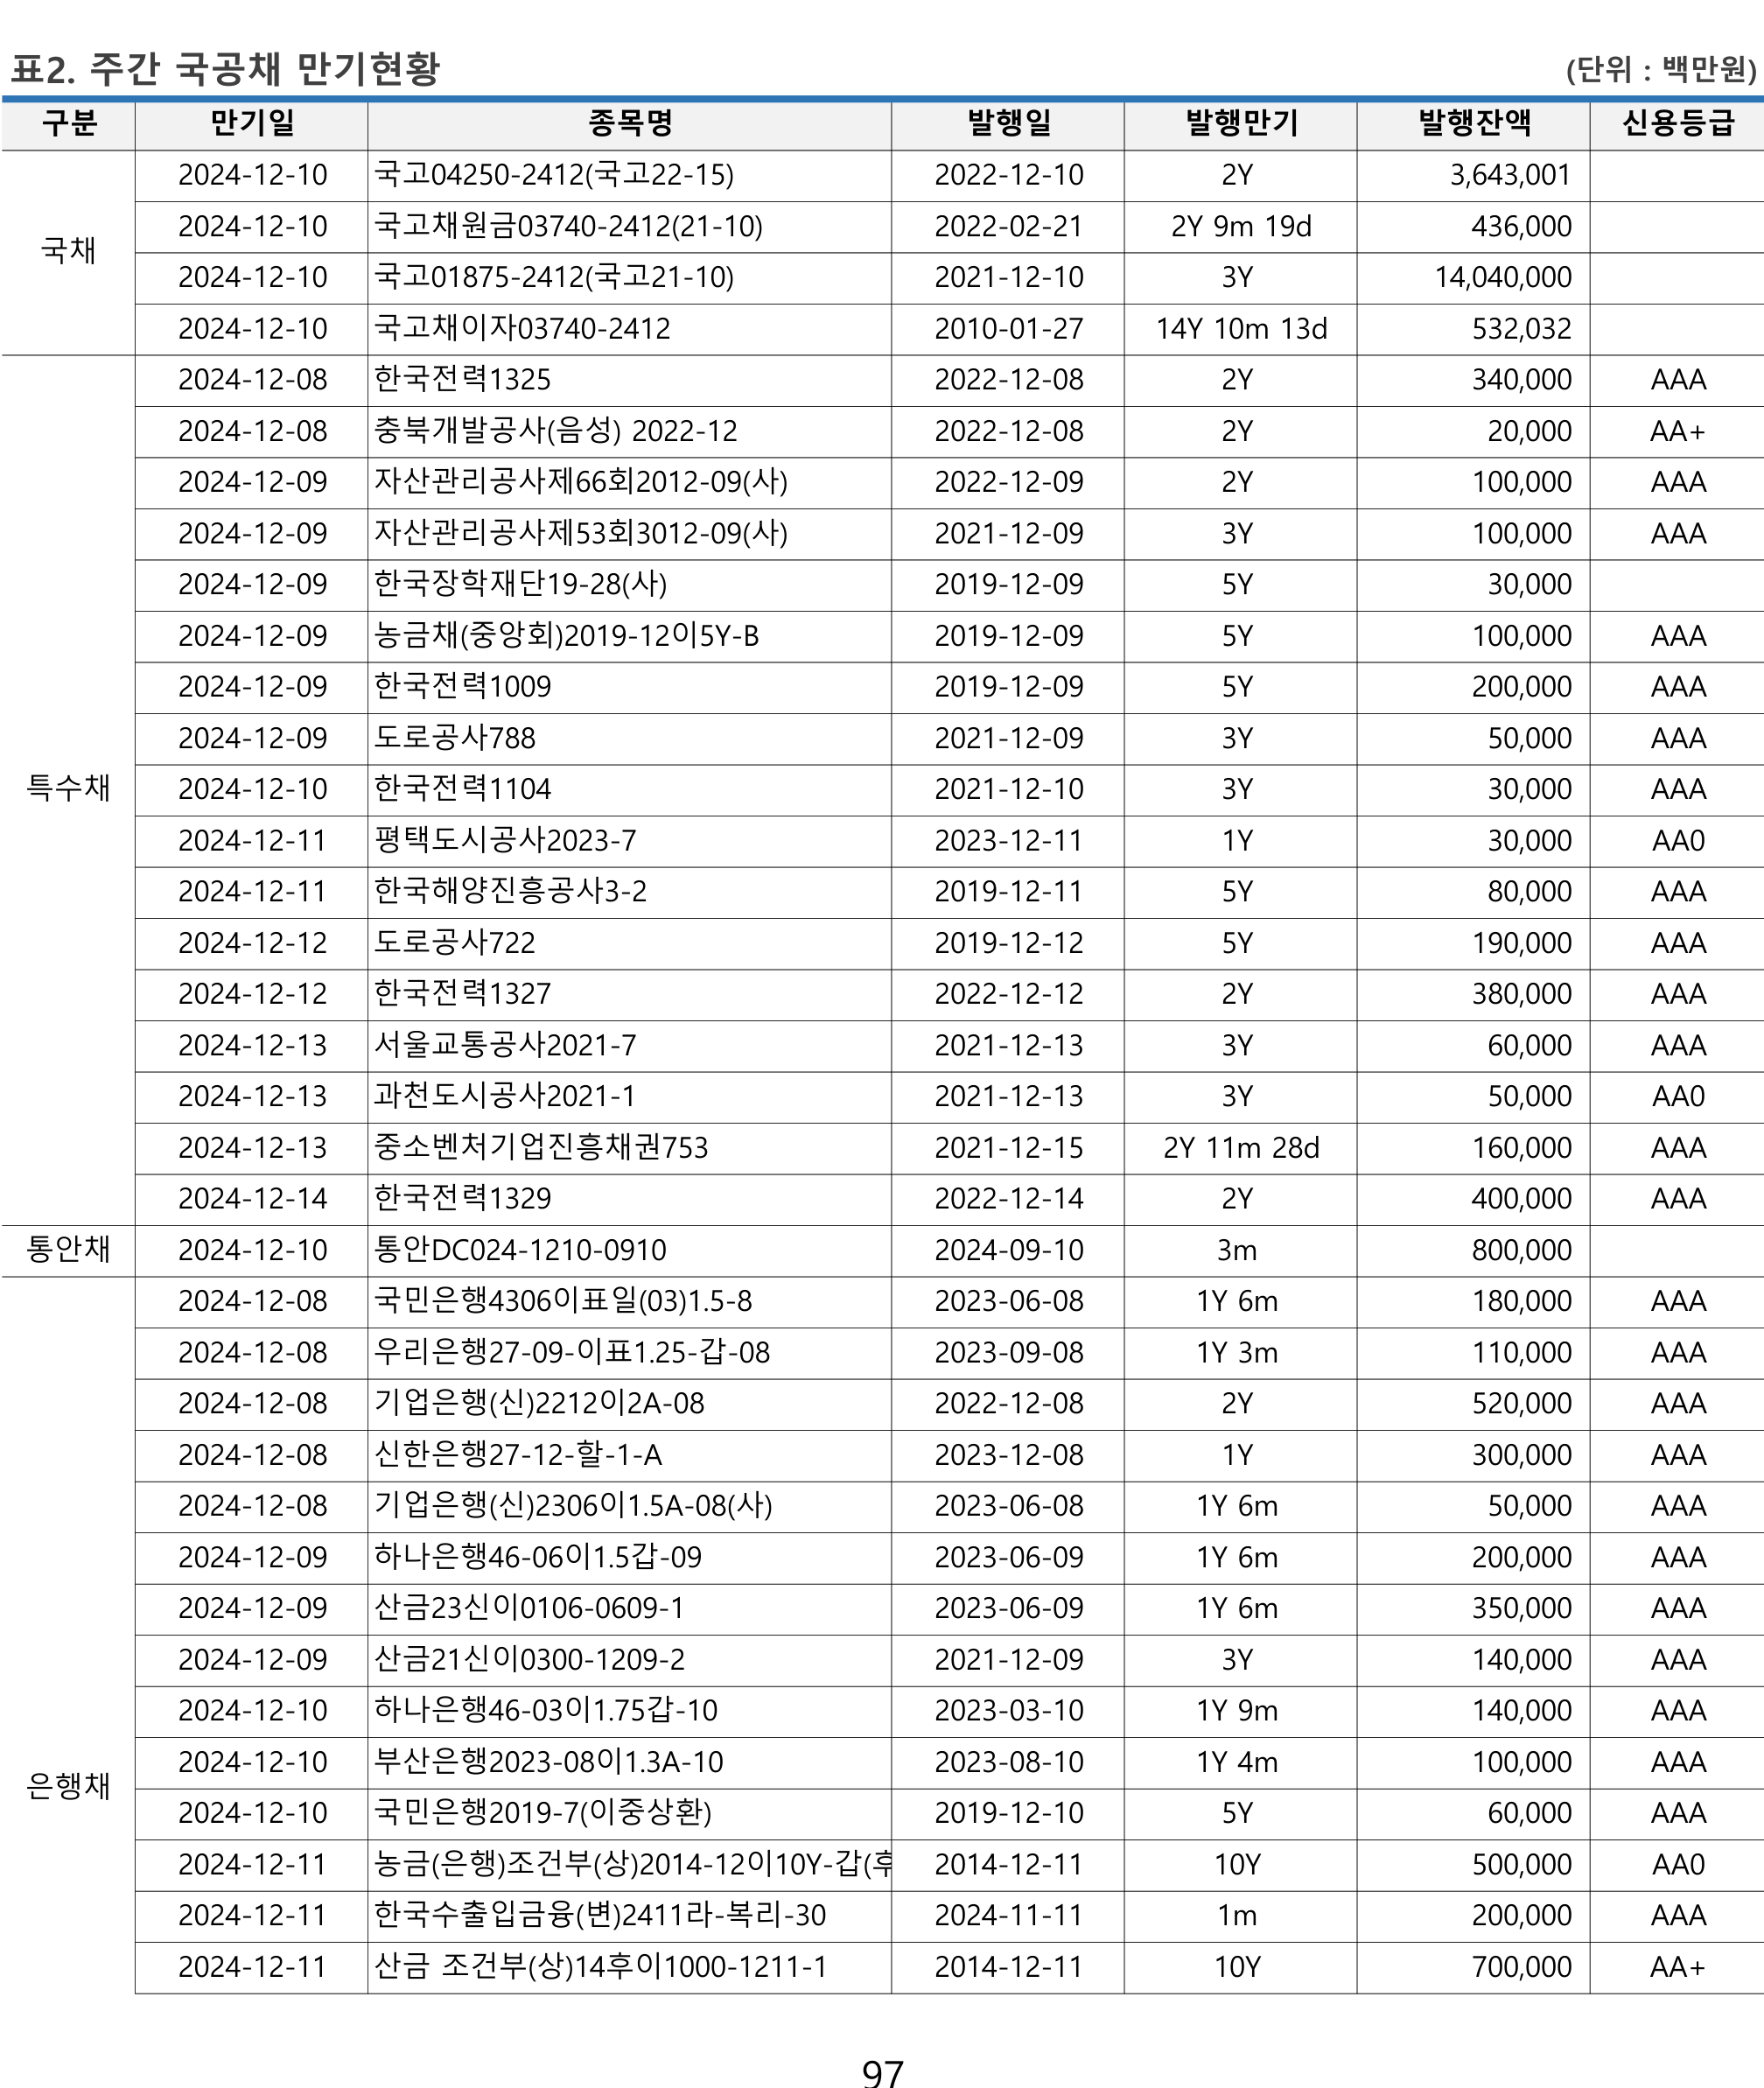 표2. 주간 국공채 만기현황 (단위 : 백만원)
구분 만기일 종목명 발행일 발행만기 발행잔액 신용등급
국채
2024-12-10 국고04250-2412(국고22-15) 2022-12-10 2Y 3,643,001
2024-12-10 국고채원금03740-2412(21-10) 2022-02-21 2Y 9m 19d 436,000
2024-12-10 국고01875-2412(국고21-10) 2021-12-10 3Y 14,040,000
2024-12-10 국고채이자03740-2412 2010-01-27 14Y 10m 13d 532,032
특수채
2024-12-08 한국전력1325 2022-12-08 2Y 340,000 AAA
2024-12-08 충북개발공사(음성) 2022-12 2022-12-08 2Y 20,000 AA+
2024-12-09 자산관리공사제66회2012-09(사) 2022-12-09 2Y 100,000 AAA
2024-12-09 자산관리공사제53회3012-09(사) 2021-12-09 3Y 100,000 AAA
2024-12-09 한국장학재단19-28(사) 2019-12-09 5Y 30,000
2024-12-09 농금채(중앙회)2019-12이5Y-B 2019-12-09 5Y 100,000 AAA
2024-12-09 한국전력1009 2019-12-09 5Y 200,000 AAA
2024-12-09 도로공사788 2021-12-09 3Y 50,000 AAA
2024-12-10 한국전력1104 2021-12-10 3Y 30,000 AAA
2024-12-11 평택도시공사2023-7 2023-12-11 1Y 30,000 AA0
2024-12-11 한국해양진흥공사3-2 2019-12-11 5Y 80,000 AAA
2024-12-12 도로공사722 2019-12-12 5Y 190,000 AAA
2024-12-12 한국전력1327 2022-12-12 2Y 380,000 AAA
2024-12-13 서울교통공사2021-7 2021-12-13 3Y 60,000 AAA
2024-12-13 과천도시공사2021-1 2021-12-13 3Y 50,000 AA0
2024-12-13 중소벤처기업진흥채권753 2021-12-15 2Y 11m 28d 160,000 AAA
2024-12-14 한국전력1329 2022-12-14 2Y 400,000 AAA
통안채 2024-12-10 통안DC024-1210-0910 2024-09-10 3m 800,000
은행채
2024-12-08 국민은행4306이표일(03)1.5-8 2023-06-08 1Y 6m 180,000 AAA
2024-12-08 우리은행27-09-이표1.25-갑-08 2023-09-08 1Y 3m 110,000 AAA
2024-12-08 기업은행(신)2212이2A-08 2022-12-08 2Y 520,000 AAA
2024-12-08 신한은행27-12-할-1-A 2023-12-08 1Y 300,000 AAA
2024-12-08 기업은행(신)2306이1.5A-08(사) 2023-06-08 1Y 6m 50,000 AAA
2024-12-09 하나은행46-06이1.5갑-09 2023-06-09 1Y 6m 200,000 AAA
2024-12-09 산금23신이0106-0609-1 2023-06-09 1Y 6m 350,000 AAA
2024-12-09 산금21신이0300-1209-2 2021-12-09 3Y 140,000 AAA
2024-12-10 하나은행46-03이1.75갑-10 2023-03-10 1Y 9m 140,000 AAA
2024-12-10 부산은행2023-08이1.3A-10 2023-08-10 1Y 4m 100,000 AAA
2024-12-10 국민은행2019-7(이중상환) 2019-12-10 5Y 60,000 AAA
2024-12-11 농금(은행)조건부(상)2014-12이10Y-갑(후 2014-12-11 10Y 500,000 AA0
2024-12-11 한국수출입금융(변)2411라-복리-30 2024-11-11 1m 200,000 AAA
2024-12-11 산금 조건부(상)14후이1000-1211-1 2014-12-11 10Y 700,000 AA+
97